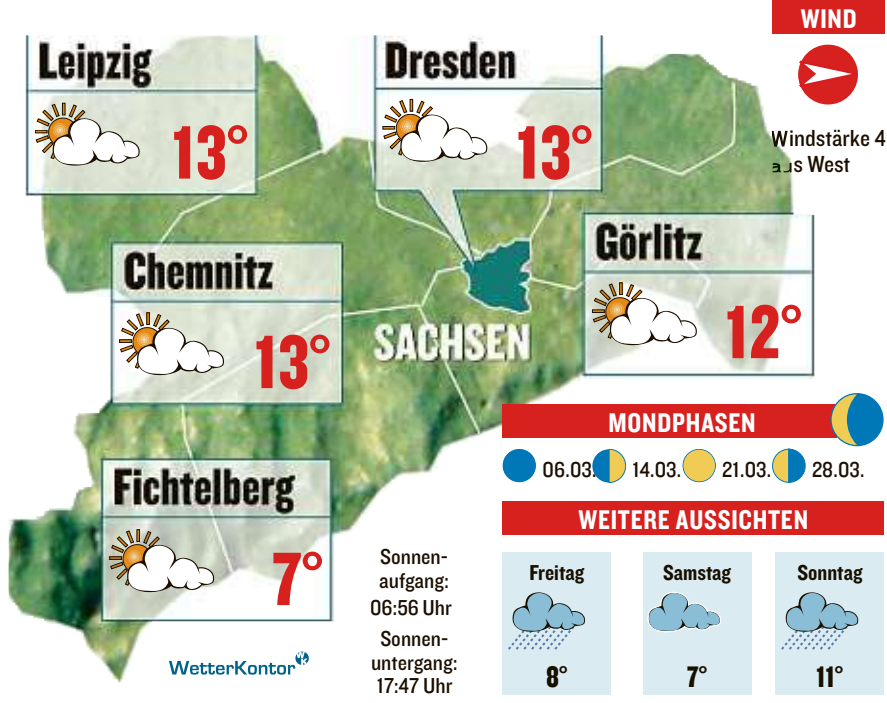 WIND
Windstärke 4
aus West
Leipzig
13°
Dresden
13°
Chemnitz
13°
Görlitz
12°
SACHSEN
Fichtelberg
7°
MONDPHASEN
06.03.
14.03.
21.03.
28.03.
WEITERE AUSSICHTEN
Freitag
8°
Samstag
7°
Sonntag
11°
Sonnen-
aufgang:
06:56 Uhr
Sonnen-
untergang:
17:47 Uhr
WetterKontor